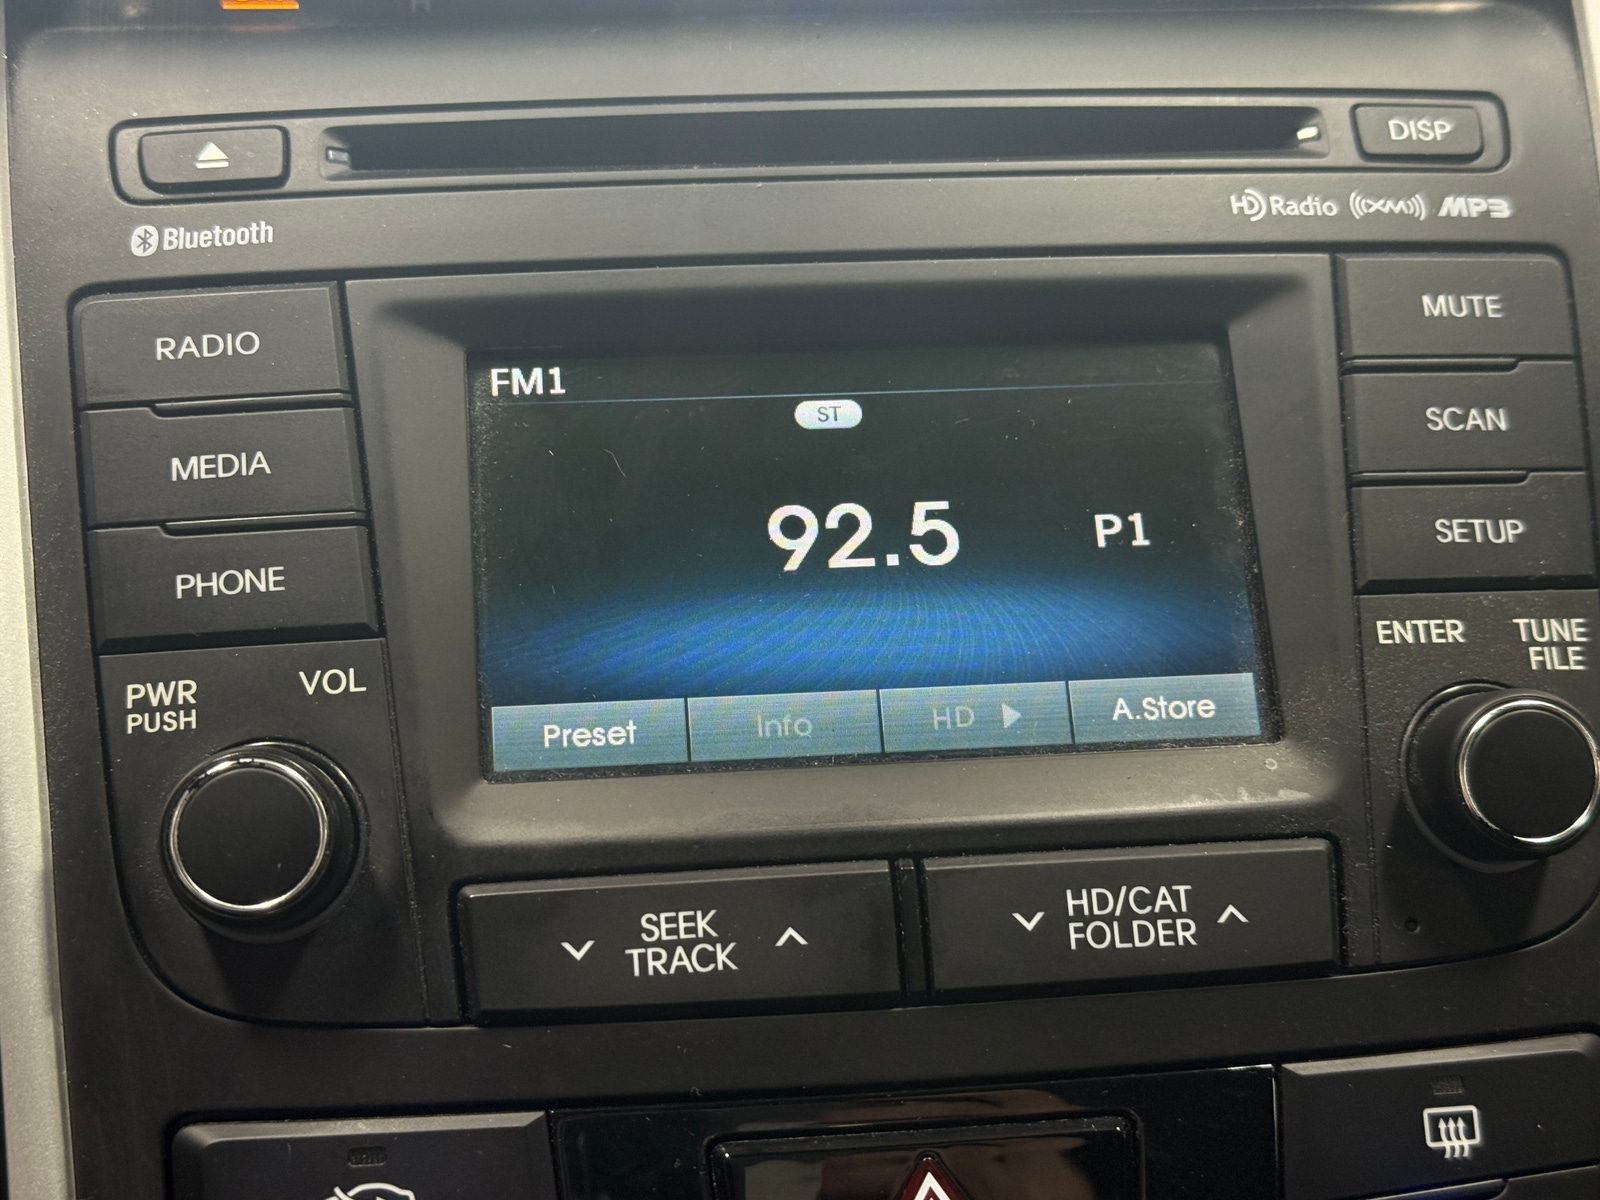 DISP
Bluetooth
HD Radio ((XM)) MP3
RADIO
MEDIA
PHONE
PWR
PUSH
VOL
FM1
ST
92.5
P1
Preset
Info
HD
A.Store
MUTE
SCAN
SETUP
ENTER
TUNE
FILE
SEEK
TRACK
HD/CAT
FOLDER